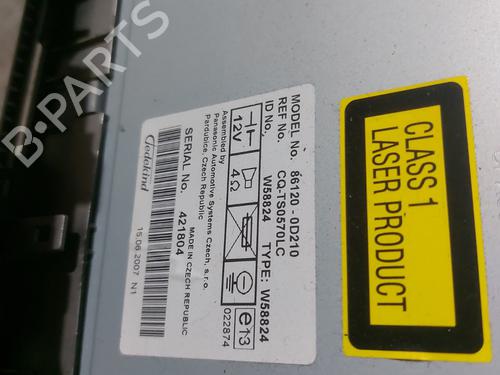 MODEL No. 86120 - 0D210
REF No. CQ-TS0570LC
ID No. W58824 TYPE: W58824
12V 4Ω e13
022874
Assembled by
Panasonic Automotive Systems Czech, s.r.o.
Pardubice, Czech Republic
SERIAL No. 421804
MADE IN CZECH REPUBLIC
Jedekind
15.06.2007 N1
CLASS 1
LASER PRODUCT
B-PARTS